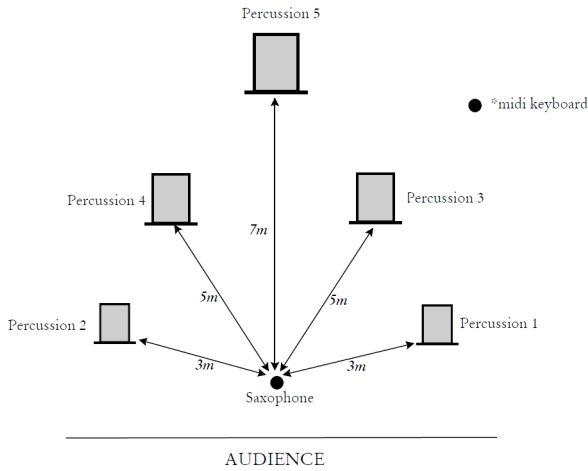 Percussion 5
*midi keyboard
Percussion 4
Percussion 3
7m
5m
5m
Percussion 2
Percussion 1
3m
3m
Saxophone
AUDIENCE